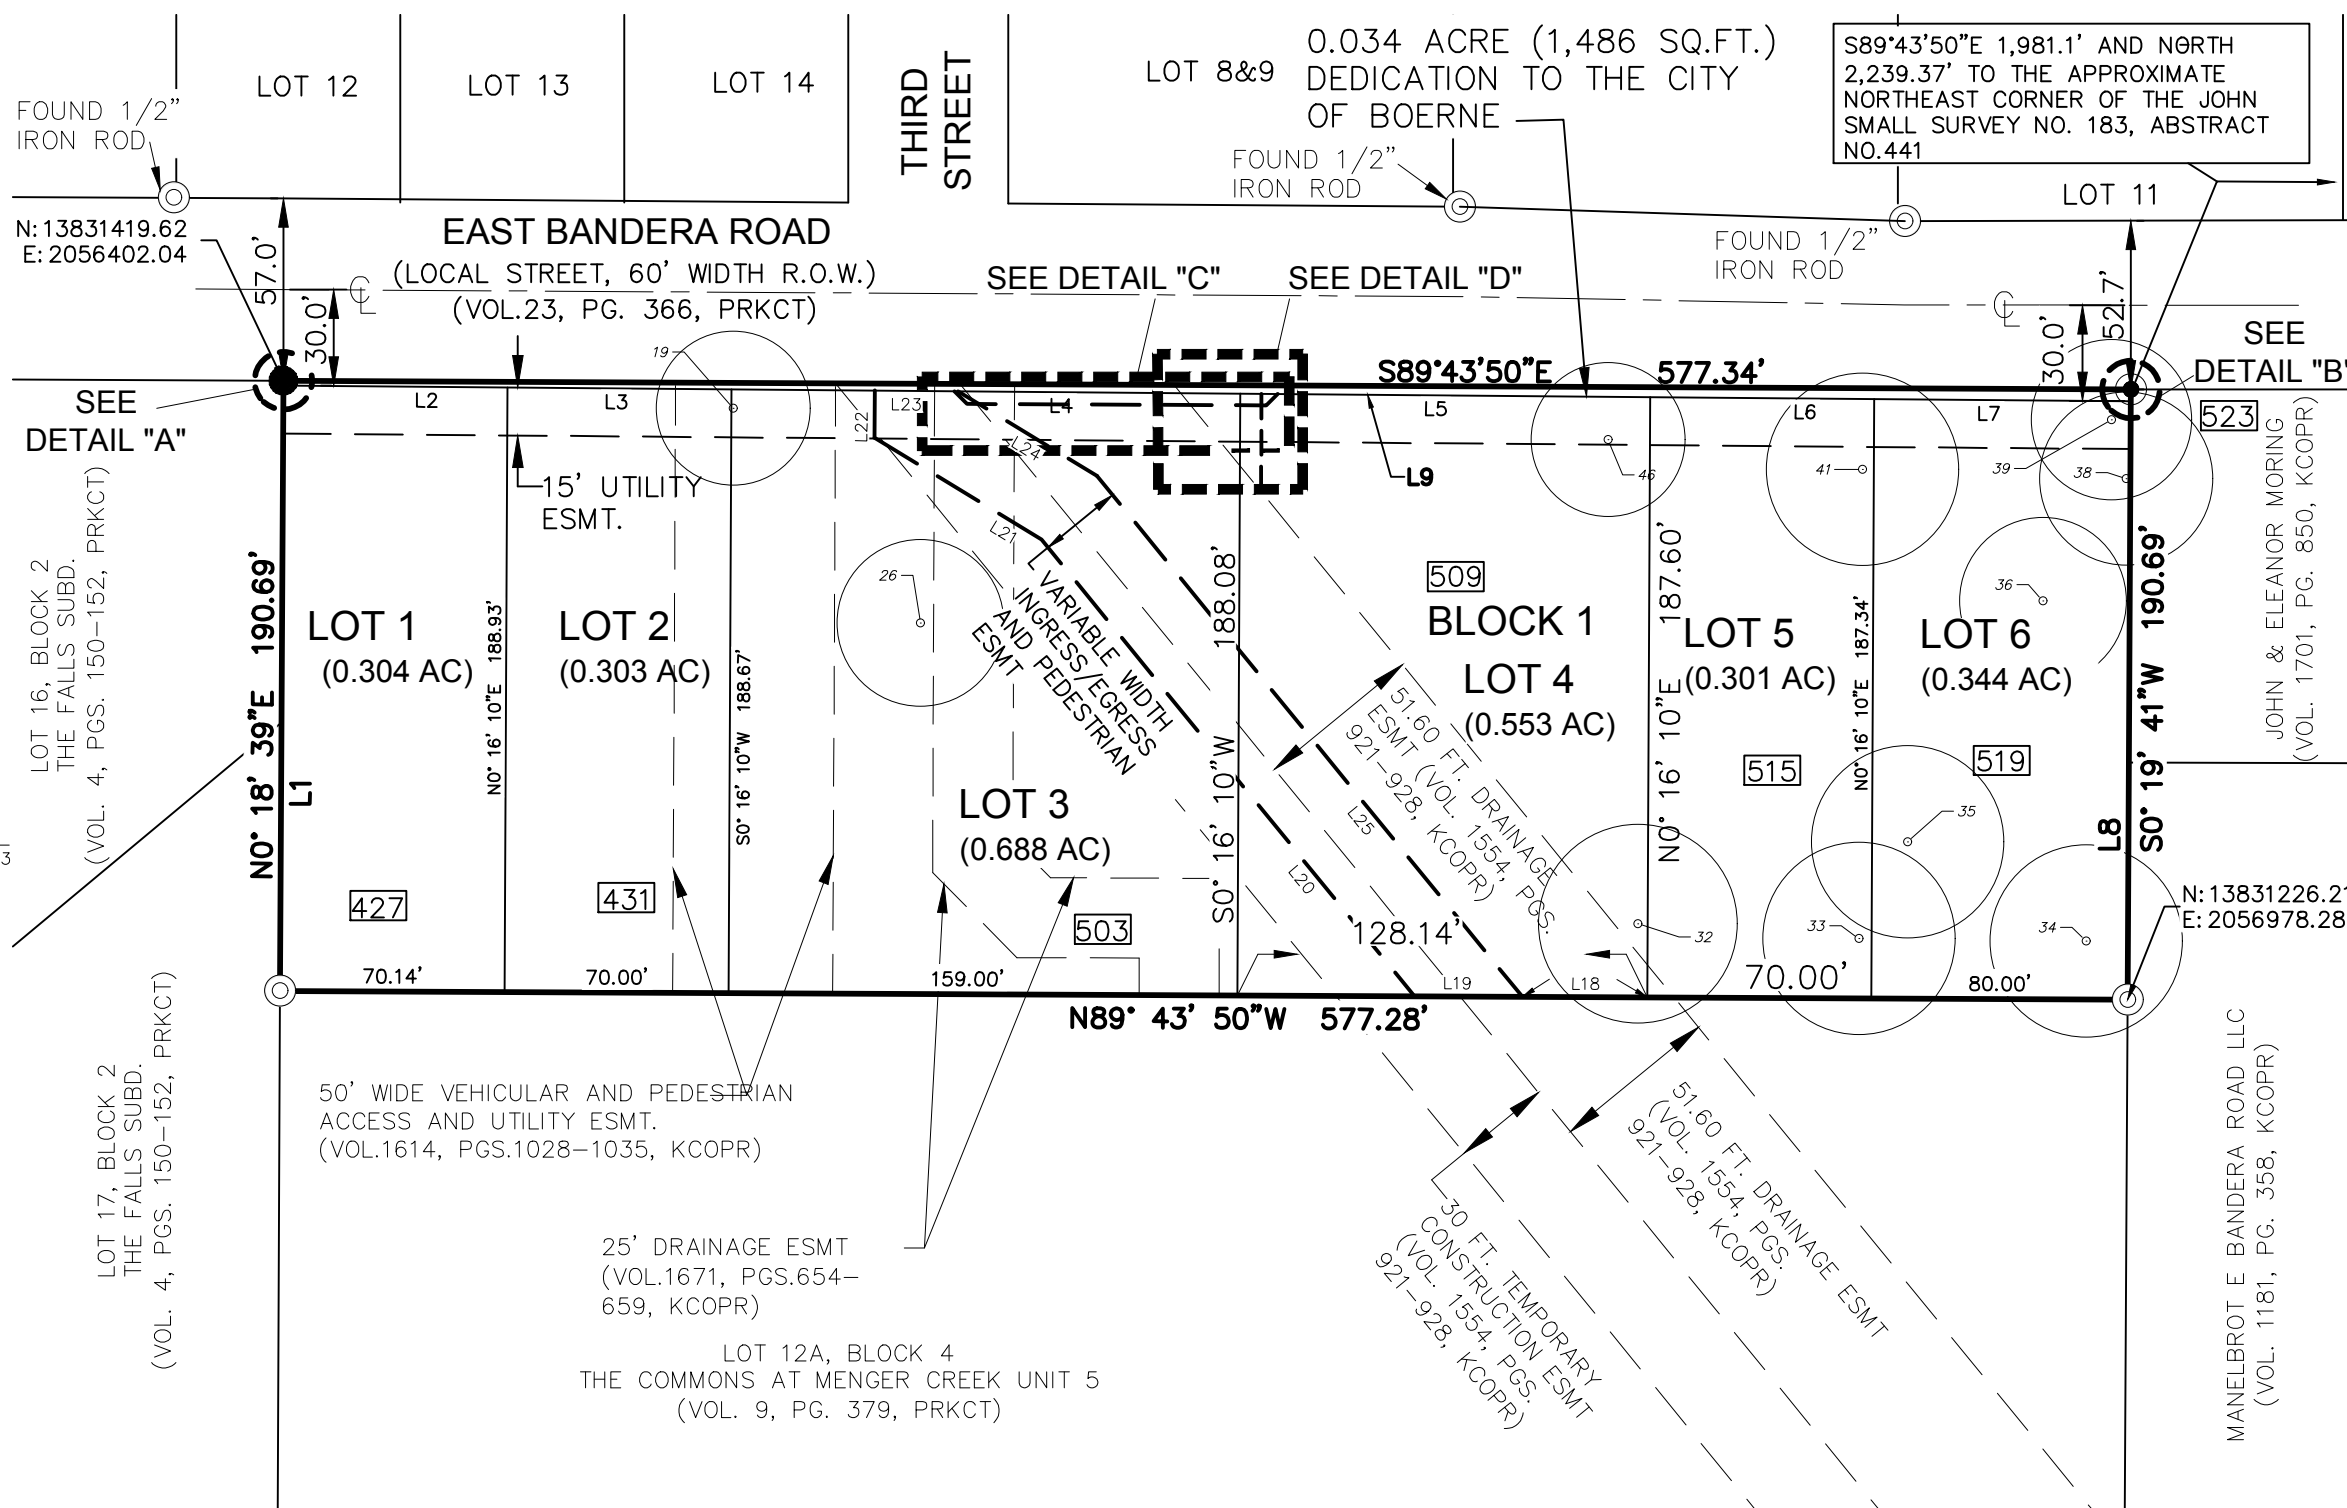 LOT 12
LOT 13
LOT 14
THIRD
STREET
LOT 8&9
0.034 ACRE (1,486 SQ.FT.)
DEDICATION TO THE CITY
OF BOERNE
S89°43'50"E 1,981.1' AND NORTH
2,239.37' TO THE APPROXIMATE
NORTHEAST CORNER OF THE JOHN
SMALL SURVEY NO. 183, ABSTRACT
NO.441
FOUND 1/2"
IRON ROD
FOUND 1/2"
IRON ROD
LOT 11
FOUND 1/2"
IRON ROD
N:13831419.62
E:2056402.04
57.0'
30.0'
EAST BANDERA ROAD
(LOCAL STREET, 60' WIDTH R.O.W.)
(VOL.23, PG. 366, PRKCT)
SEE DETAIL "C"
SEE DETAIL "D"
52.7'
30.0'
SEE
DETAIL "B"
SEE
DETAIL "A"
S89°43'50"E 577.34'
L2
L3
L22
L23
L4
L24
L5
L6
L7
L9
19
46
41
39
38
523
15' UTILITY
ESMT.
L21
26
36
LOT 16, BLOCK 2
THE FALLS SUBD.
(VOL. 4, PGS. 150-152, PRKCT)
N0° 18' 39"E 190.69'
L1
LOT 1
(0.304 AC)
N0° 16' 10"E 188.93'
LOT 2
(0.303 AC)
S0° 16' 10"W 188.67'
VARIABLE WIDTH
INGRESS/EGRESS
AND PEDESTRIAN
ESMT
S0° 16' 10"W 188.08'
509
BLOCK 1
LOT 4
(0.553 AC)
N0° 16' 10"E 187.60'
LOT 5
(0.301 AC)
N0° 16' 10"E 187.34'
LOT 6
(0.344 AC)
S0° 19' 41"W 190.69'
L8
JOHN & ELEANOR MORING
(VOL. 1701, PG. 850, KCOPR)
51.60 FT. DRAINAGE
ESMT (VOL. 1554, PGS.
921-928, KCOPR)
515
519
LOT 3
(0.688 AC)
L25
L20
35
3
427
431
503
128.14'
32
33
34
N:13831226.21
E:2056978.28
70.14'
70.00'
159.00'
L19
L18
70.00'
80.00'
N89° 43' 50"W 577.28'
LOT 17, BLOCK 2
THE FALLS SUBD.
(VOL. 4, PGS. 150-152, PRKCT)
50' WIDE VEHICULAR AND PEDESTRIAN
ACCESS AND UTILITY ESMT.
(VOL.1614, PGS.1028-1035, KCOPR)
25' DRAINAGE ESMT
(VOL.1671, PGS.654-
659, KCOPR)
LOT 12A, BLOCK 4
THE COMMONS AT MENGER CREEK UNIT 5
(VOL. 9, PG. 379, PRKCT)
30 FT. TEMPORARY
CONSTRUCTION ESMT
(VOL. 1554, PGS.
921-928, KCOPR)
51.60 FT. DRAINAGE ESMT
(VOL. 1554, PGS.
921-928, KCOPR)
MANELBROT E BANDERA ROAD LLC
(VOL. 1181, PG. 358, KCOPR)